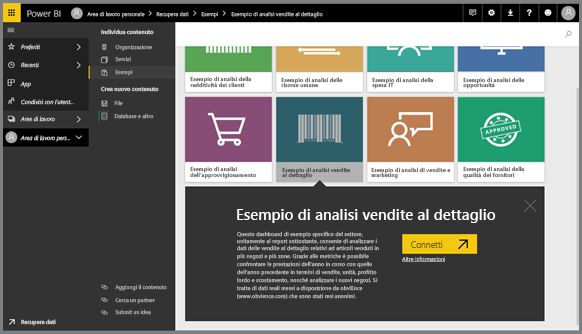 Power BI
Area di lavoro personale > Recupera dati > Esempi > Esempio di analisi vendite al dettaglio
Preferiti
Recenti
App
Condivisi con l'utent...
Aree di lavoro
Area di lavoro pers...
Recupera dati
Individua contenuto
Organizzazione
Servizi
Esempi
Crea nuovo contenuto
File
Database e altro
Aggiungi il contenuto
Cerca un partner
Submit an idea
Esempio di analisi della
redditività dei clienti
Esempio di analisi delle
risorse umane
Esempio di analisi della
spesa IT
Esempio di analisi delle
opportunità
APPROVED
Esempio di analisi
dell'approvvigionamento
Esempio di analisi vendite
al dettaglio
Esempio di analisi di vendite e
marketing
Esempio di analisi della
qualità dei fornitori
Esempio di analisi vendite al dettaglio
Questo dashboard di esempio specifico del settore,
unitamente al report sottostante, consente di analizzare i
dati delle vendite al dettaglio relativi ad articoli venduti in
più negozi e più zone. Grazie alle metriche è possibile
confrontare le prestazioni dell'anno in corso con quelle
dell'anno precedente in termini di vendite, unità, profitto
lordo e scostamento, nonché analizzare i nuovi negozi. Si
tratta di dati reali messi a disposizione da obviEnce
(www.obvience.com) che sono stati resi anonimi.
Connetti
Altre informazioni